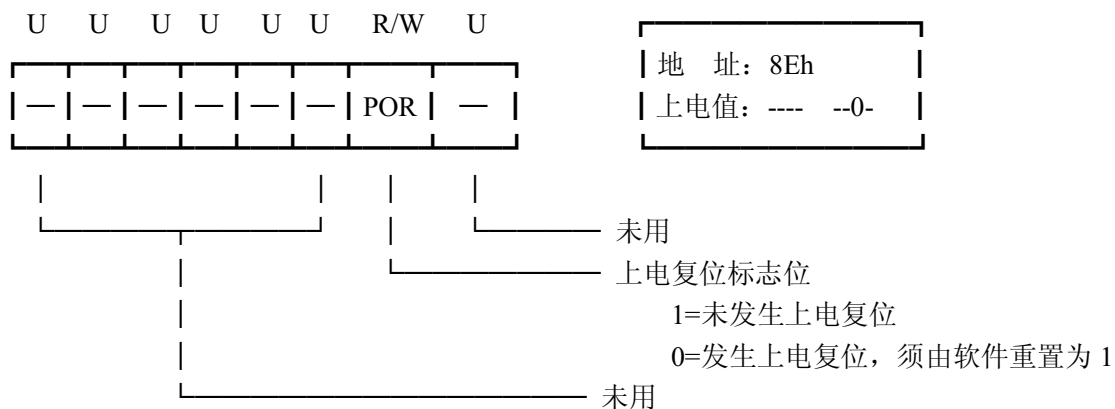 U U U U U U R/W U
地 址：8Eh
— — — — — — POR —
上电值：---- --0-
未用
上电复位标志位
1=未发生上电复位
0=发生上电复位，须由软件重置为 1
未用